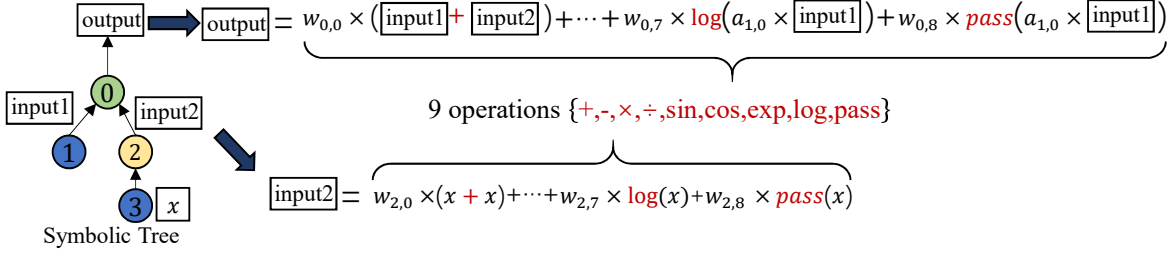 output
output = w0,0 × (input1 + input2) + ⋯ + w0,7 × log(a1,0 × input1) + w0,8 × pass(a1,0 × input1)
0
input1
input2
9 operations {+,-,×,÷,sin,cos,exp,log,pass}
1
2
input2 = w2,0 ×(x + x)+⋯+w2,7 × log(x)+w2,8 × pass(x)
3
x
Symbolic Tree